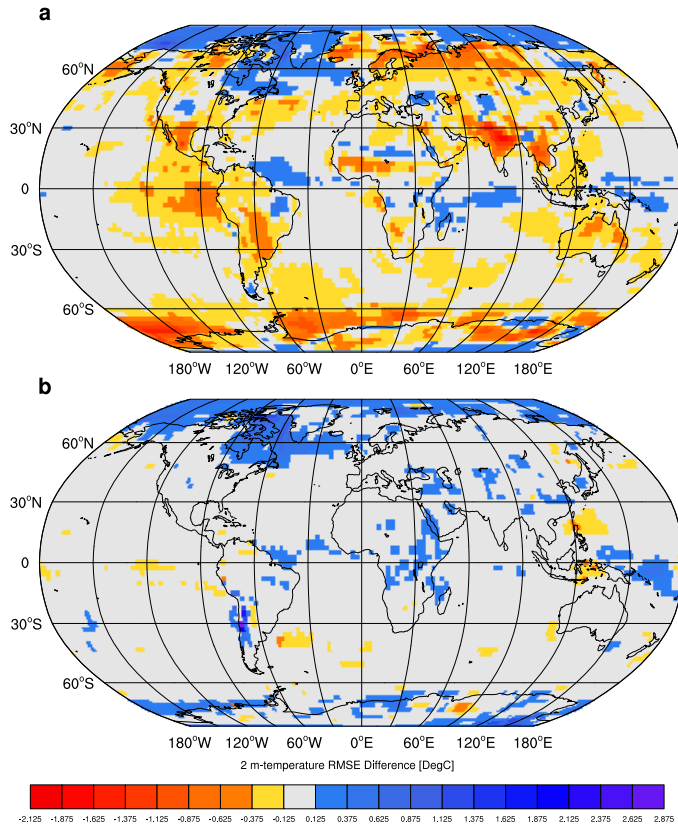 a
60°N
30°N
0
30°S
60°S
180°W 120°W 60°W 0°E 60°E 120°E 180°E
b
60°N
30°N
0
30°S
60°S
180°W 120°W 60°W 0°E 60°E 120°E 180°E
2 m-temperature RMSE Difference [DegC]
-2.125 -1.875 -1.625 -1.375 -1.125 -0.875 -0.625 -0.375 -0.125 0.125 0.375 0.625 0.875 1.125 1.375 1.625 1.875 2.125 2.375 2.625 2.875